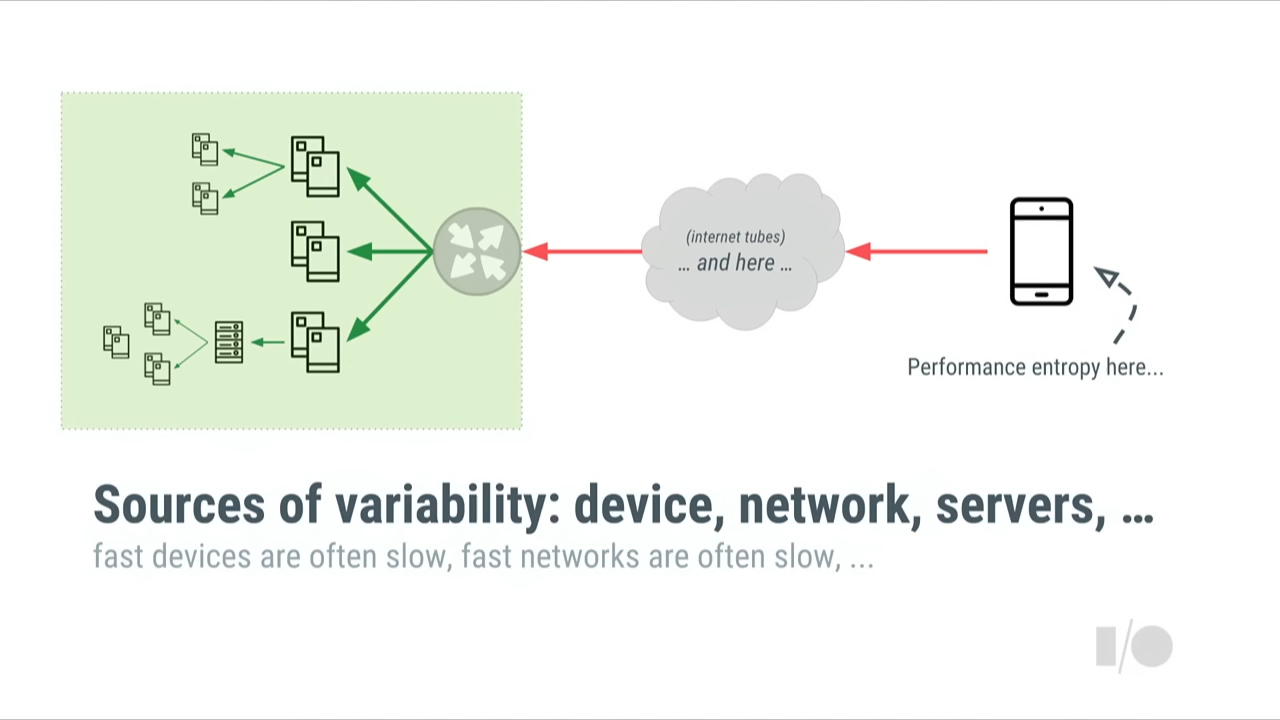 (internet tubes)
... and here ...
Performance entropy here...
Sources of variability: device, network, servers, ...
fast devices are often slow, fast networks are often slow, ...
I/O